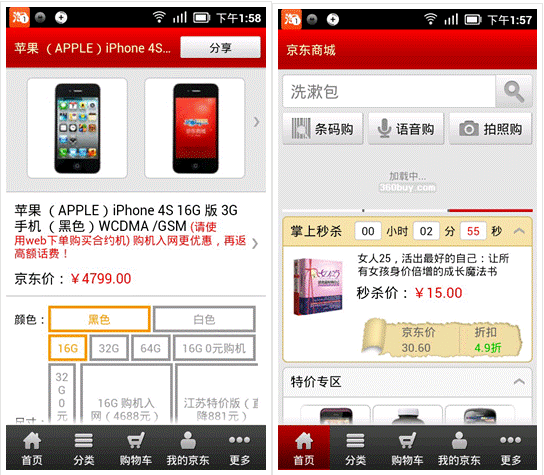 下午1:58
苹果 （APPLE）iPhone 4S...
分享
苹果 （APPLE）iPhone 4S 16G 版 3G
手机 （黑色）WCDMA /GSM (请使
用web下单购买合约机) 购机入网更优惠，再返
高额话费！
京东价：￥4799.00
颜色：
黑色
白色
16G
32G
64G
16G 0元购机
32
G
0
元
16G 购机入
网（4688元）
江苏特价版（直
降881元）
尺寸：
首页
分类
购物车
我的京东
更多
下午1:57
京东商城
洗漱包
条码购
语音购
拍照购
加载中...
360buy.com
掌上秒杀
00 小时 02 分 55 秒
女人25，活出最好的自己：让所
有女孩身价倍增的成长魔法书
秒杀价：￥15.00
京东价
折扣
30.60
4.9折
特价专区
首页
分类
购物车
我的京东
更多